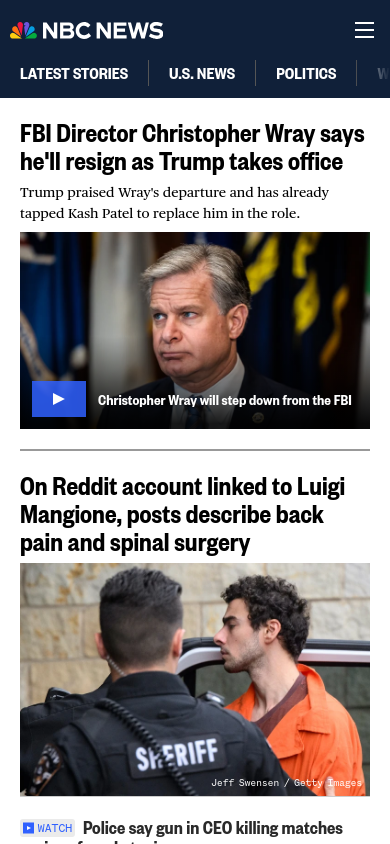 NBC NEWS
LATEST STORIES
U.S. NEWS
POLITICS
FBI Director Christopher Wray says
he'll resign as Trump takes office
Trump praised Wray's departure and has already
tapped Kash Patel to replace him in the role.
Christopher Wray will step down from the FBI
On Reddit account linked to Luigi
Mangione, posts describe back
pain and spinal surgery
SHERIFF
Jeff Swensen / Getty Images
WATCH Police say gun in CEO killing matches